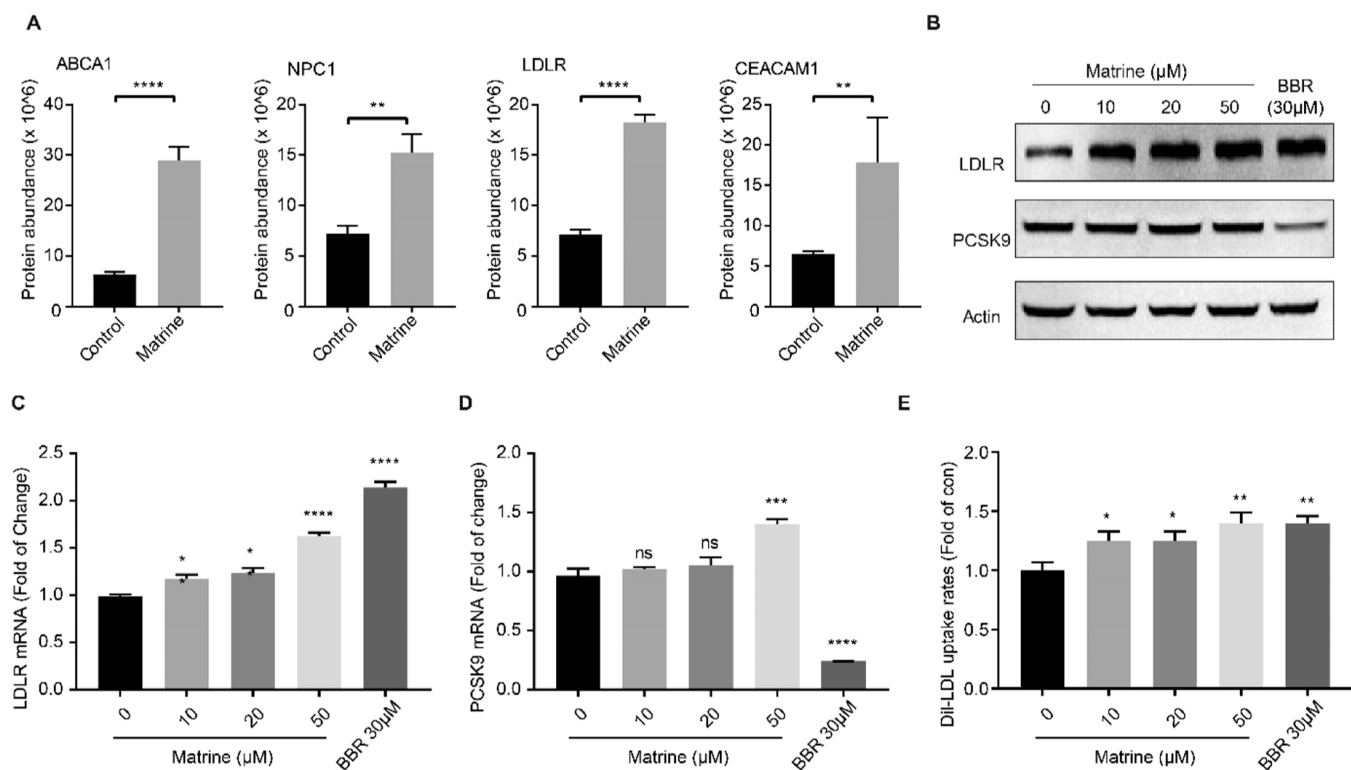 A
ABCA1
****
Protein abundance (x 10^6)
40
30
20
10
0
Control
Matrine
NPC1
**
Protein abundance (x 10^6)
20
15
10
5
0
Control
Matrine
LDLR
****
Protein abundance (x 10^6)
20
15
10
5
0
Control
Matrine
CEACAM1
**
Protein abundance (x 10^6)
25
20
15
10
5
0
Control
Matrine
B
Matrine (µM)
BBR
(30µM)
0 10 20 50
LDLR
PCSK9
Actin
C
LDLR mRNA (Fold of Change)
2.5
2.0
1.5
1.0
0.5
0.0
*
*
*
*
****
****
0 10 20 50 BBR 30µM
Matrine (µM)
D
PCSK9 mRNA (Fold of change)
2.0
1.5
1.0
0.5
0.0
ns
ns
***
****
0 10 20 50 BBR 30µM
Matrine (µM)
E
Dil-LDL uptake rates (Fold of con)
2.0
1.5
1.0
0.5
0.0
*
*
**
**
0 10 20 50 BBR 30µM
Matrine (µM)